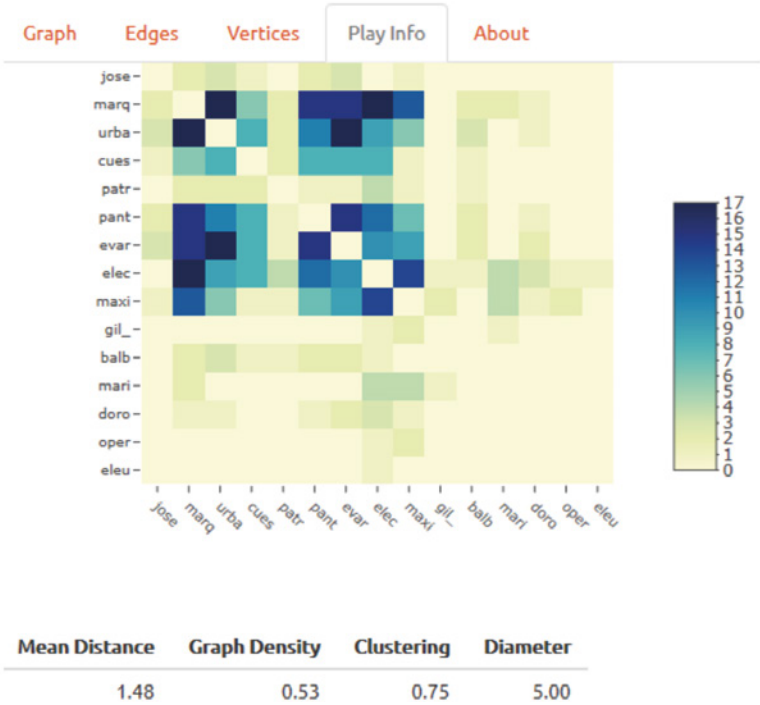 Graph Edges Vertices Play Info About
jose
marq
urba
cues
patr
pant
evar
elec
maxi
gil_
balb
mari
doro
oper
eleu
jose marq urba cues patr pant evar elec maxi gil_ balb mari doro oper eleu
17
16
15
14
13
12
11
10
9
8
7
6
5
4
3
2
1
0
Mean Distance Graph Density Clustering Diameter
1.48 0.53 0.75 5.00